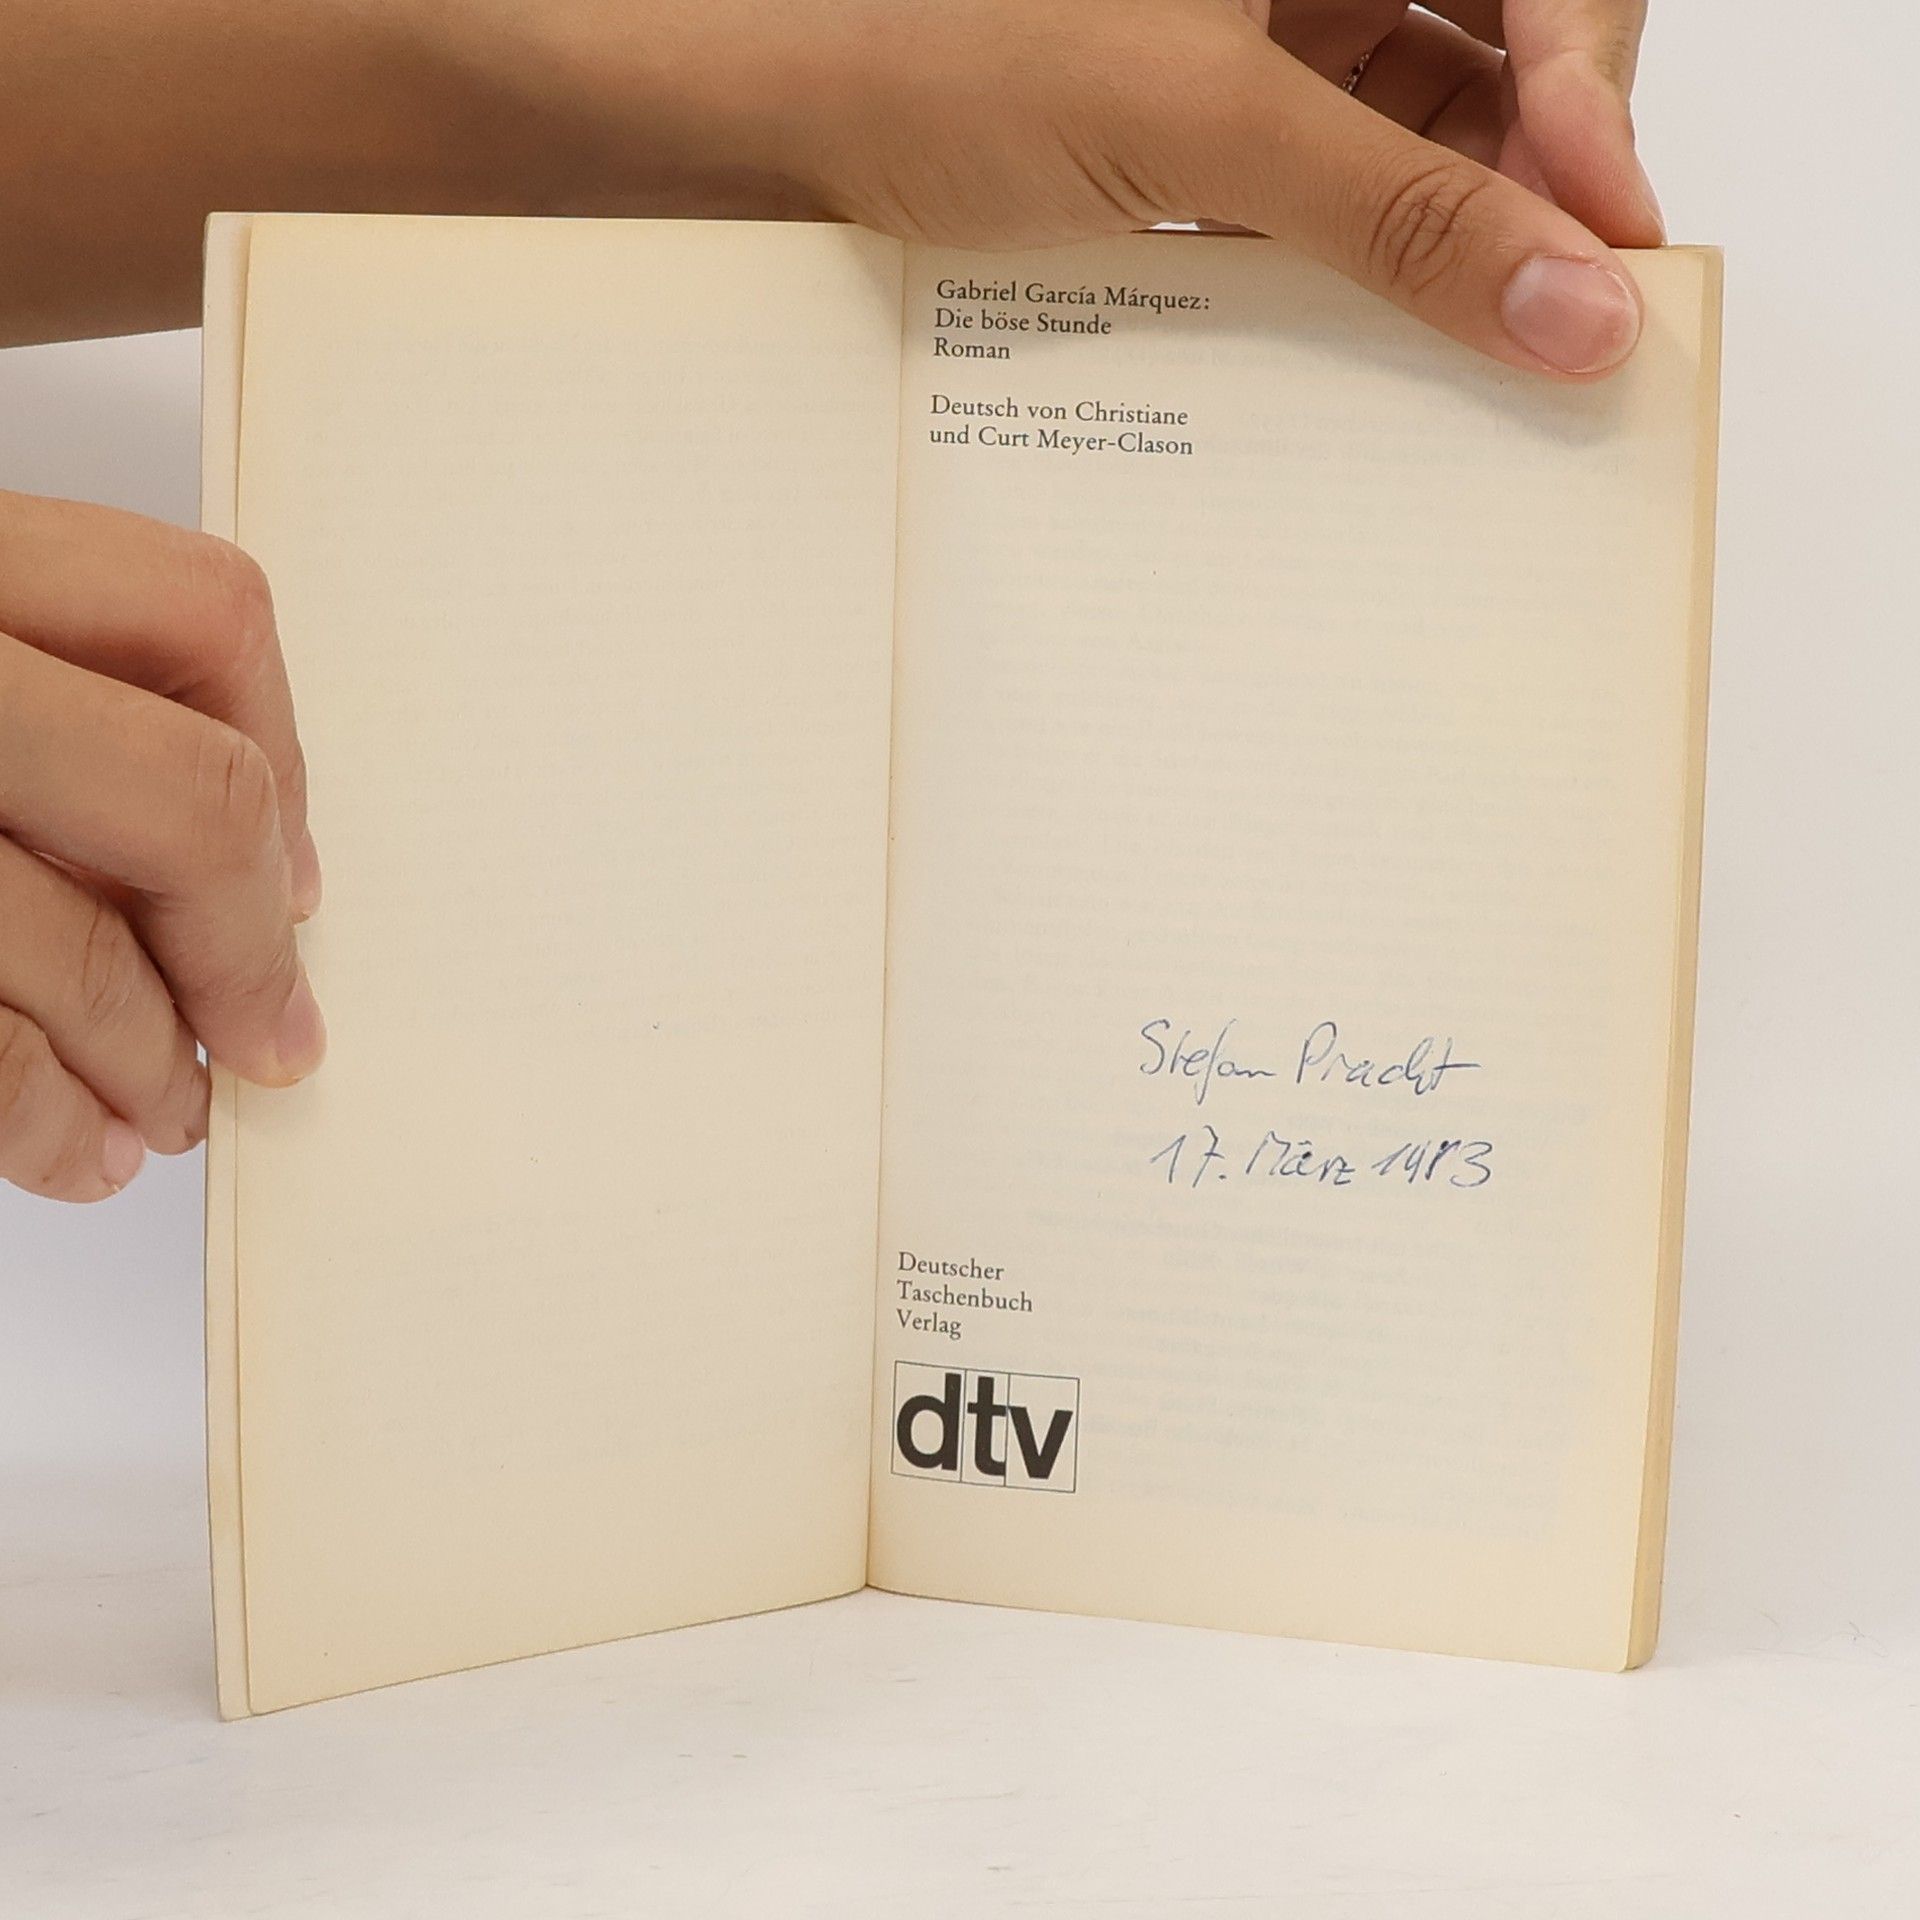 Gabriel García Márquez:
Die böse Stunde
Roman
Deutsch von Christiane
und Curt Meyer-Clason
Stefan Pracht
17. März 1983
Deutscher
Taschenbuch
Verlag
dtv